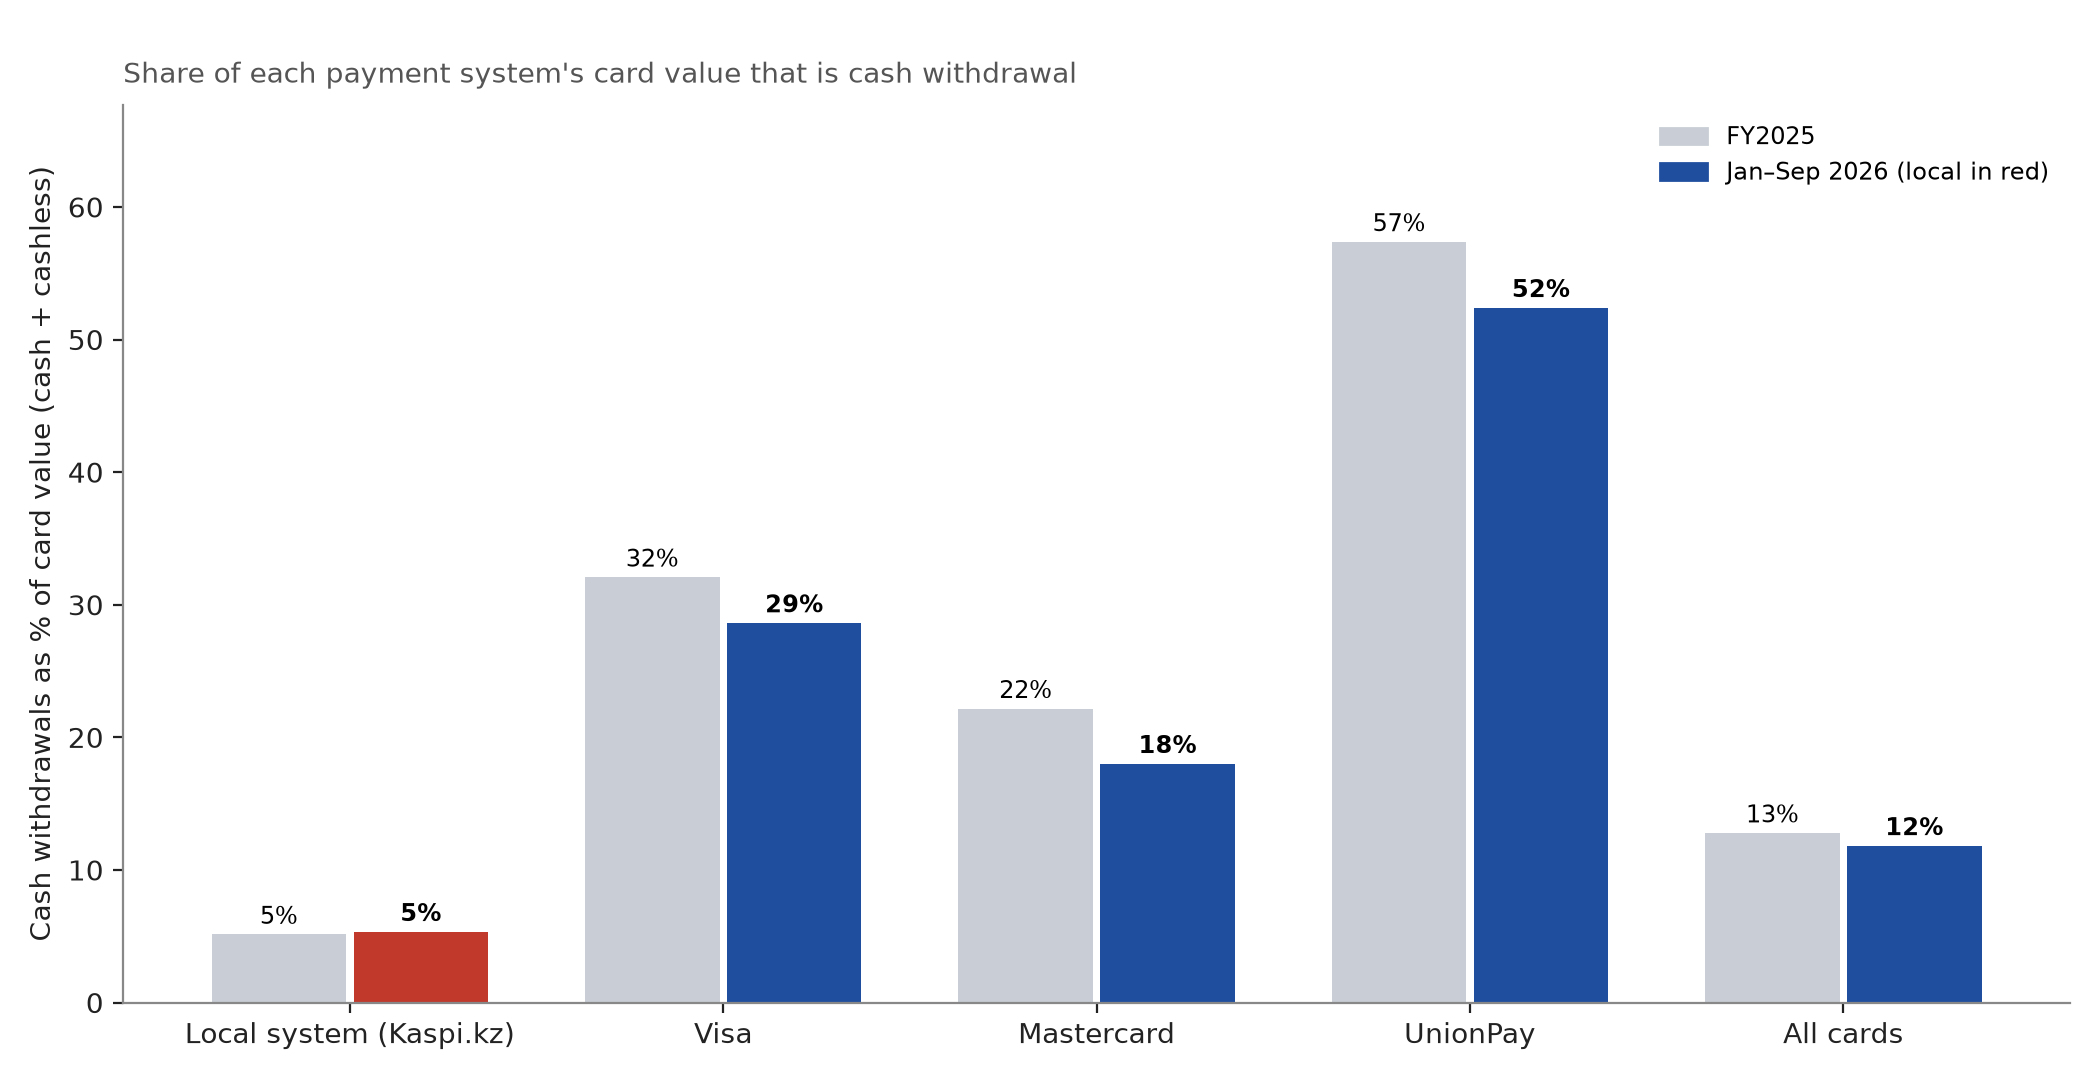 Share of each payment system's card value that is cash withdrawal
FY2025
Jan–Sep 2026 (local in red)
Cash withdrawals as % of card value (cash + cashless)
60
50
40
30
20
10
0
5%
5%
32%
29%
22%
18%
57%
52%
13%
12%
Local system (Kaspi.kz)
Visa
Mastercard
UnionPay
All cards